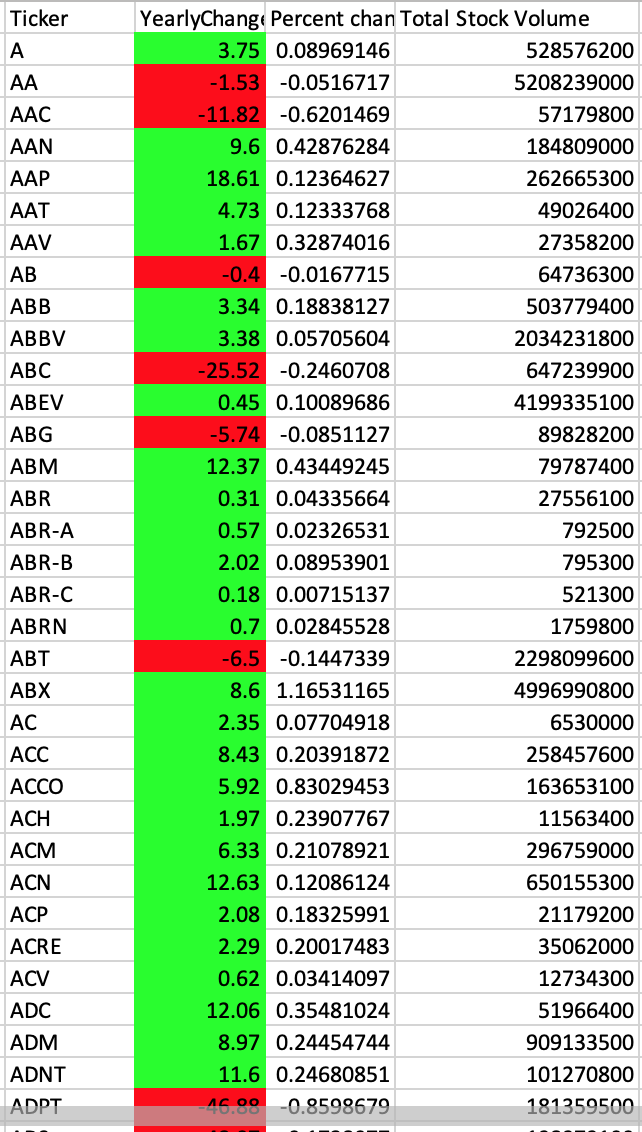 Ticker YearlyChange Percent chan Total Stock Volume
A 3.75 0.08969146 528576200
AA -1.53 -0.0516717 5208239000
AAC -11.82 -0.6201469 57179800
AAN 9.6 0.42876284 184809000
AAP 18.61 0.12364627 262665300
AAT 4.73 0.12333768 49026400
AAV 1.67 0.32874016 27358200
AB -0.4 -0.0167715 64736300
ABB 3.34 0.18838127 503779400
ABBV 3.38 0.05705604 2034231800
ABC -25.52 -0.2460708 647239900
ABEV 0.45 0.10089686 4199335100
ABG -5.74 -0.0851127 89828200
ABM 12.37 0.43449245 79787400
ABR 0.31 0.04335664 27556100
ABR-A 0.57 0.02326531 792500
ABR-B 2.02 0.08953901 795300
ABR-C 0.18 0.00715137 521300
ABRN 0.7 0.02845528 1759800
ABT -6.5 -0.1447339 2298099600
ABX 8.6 1.16531165 4996990800
AC 2.35 0.07704918 6530000
ACC 8.43 0.20391872 258457600
ACCO 5.92 0.83029453 163653100
ACH 1.97 0.23907767 11563400
ACM 6.33 0.21078921 296759000
ACN 12.63 0.12086124 650155300
ACP 2.08 0.18325991 21179200
ACRE 2.29 0.20017483 35062000
ACV 0.62 0.03414097 12734300
ADC 12.06 0.35481024 51966400
ADM 8.97 0.24454744 909133500
ADNT 11.6 0.24680851 101270800
ADPT -46.88 -0.8598679 181359500